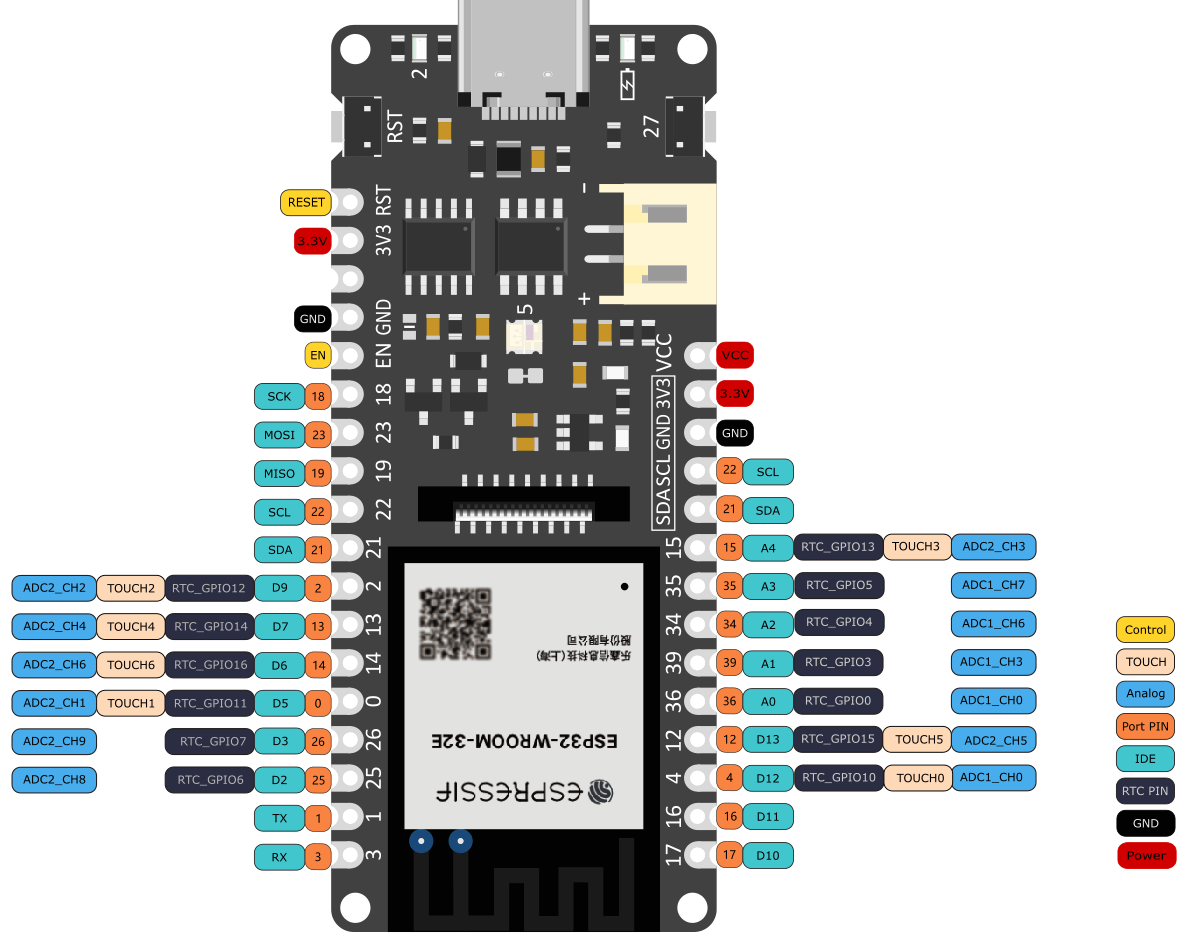 2
RST
27
RESET
RST
3.3V
3V3
GND
GND
EN
EN
SCK 18 18
MOSI 23 23
MISO 19 19
SCL 22 22
SDA 21 21
ADC2_CH2 TOUCH2 RTC_GPIO12 D9 2 2
ADC2_CH4 TOUCH4 RTC_GPIO14 D7 13 13
ADC2_CH6 TOUCH6 RTC_GPIO16 D6 14 14
ADC2_CH1 TOUCH1 RTC_GPIO11 D5 0 0
ADC2_CH9 RTC_GPIO7 D3 26 26
ADC2_CH8 RTC_GPIO6 D2 25 25
TX 1 1
RX 3 3
-
+
5
VCC VCC
3V3 3.3V
GND GND
SCL 22 SCL
SDA 21 SDA
15 15 A4 RTC_GPIO13 TOUCH3 ADC2_CH3
35 35 A3 RTC_GPIO5 ADC1_CH7
34 34 A2 RTC_GPIO4 ADC1_CH6
39 39 A1 RTC_GPIO3 ADC1_CH3
36 36 A0 RTC_GPIO0 ADC1_CH0
12 12 D13 RTC_GPIO15 TOUCH5 ADC2_CH5
4 4 D12 RTC_GPIO10 TOUCH0 ADC1_CH0
16 16 D11
17 17 D10
乐鑫信息科技(上海)
股份有限公司
ESP32-WROOM-32E
ESPRESSIF
Control
TOUCH
Analog
Port PIN
IDE
RTC PIN
GND
Power